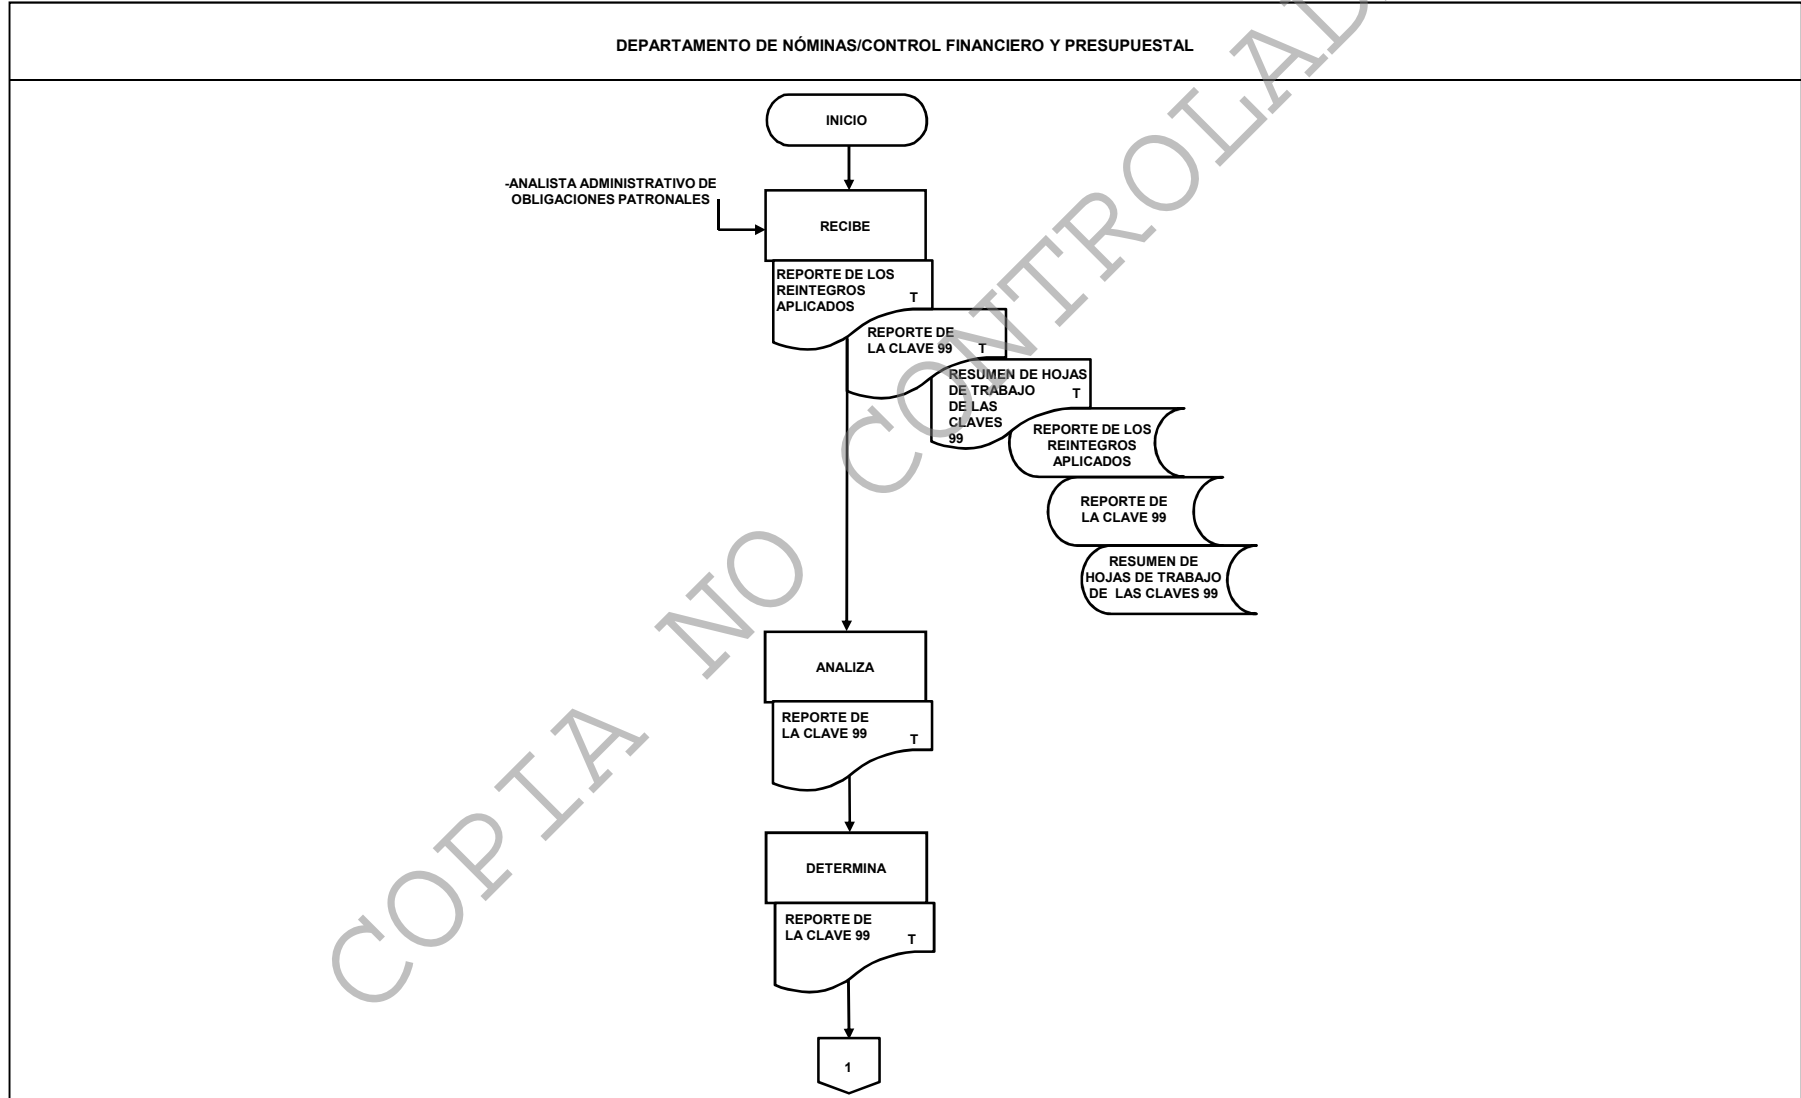 DEPARTAMENTO DE NÓMINAS/CONTROL FINANCIERO Y PRESUPUESTAL
INICIO
-ANALISTA ADMINISTRATIVO DE
OBLIGACIONES PATRONALES
RECIBE
REPORTE DE LOS
REINTEGROS
APLICADOS
T
REPORTE DE
LA CLAVE 99
T
RESUMEN DE HOJAS
DE TRABAJO
DE LAS
CLAVES
99
T
REPORTE DE LOS
REINTEGROS
APLICADOS
REPORTE DE
LA CLAVE 99
RESUMEN DE
HOJAS DE TRABAJO
DE LAS CLAVES 99
ANALIZA
REPORTE DE
LA CLAVE 99
T
DETERMINA
REPORTE DE
LA CLAVE 99
T
1
COPIA NO CONTROLAD